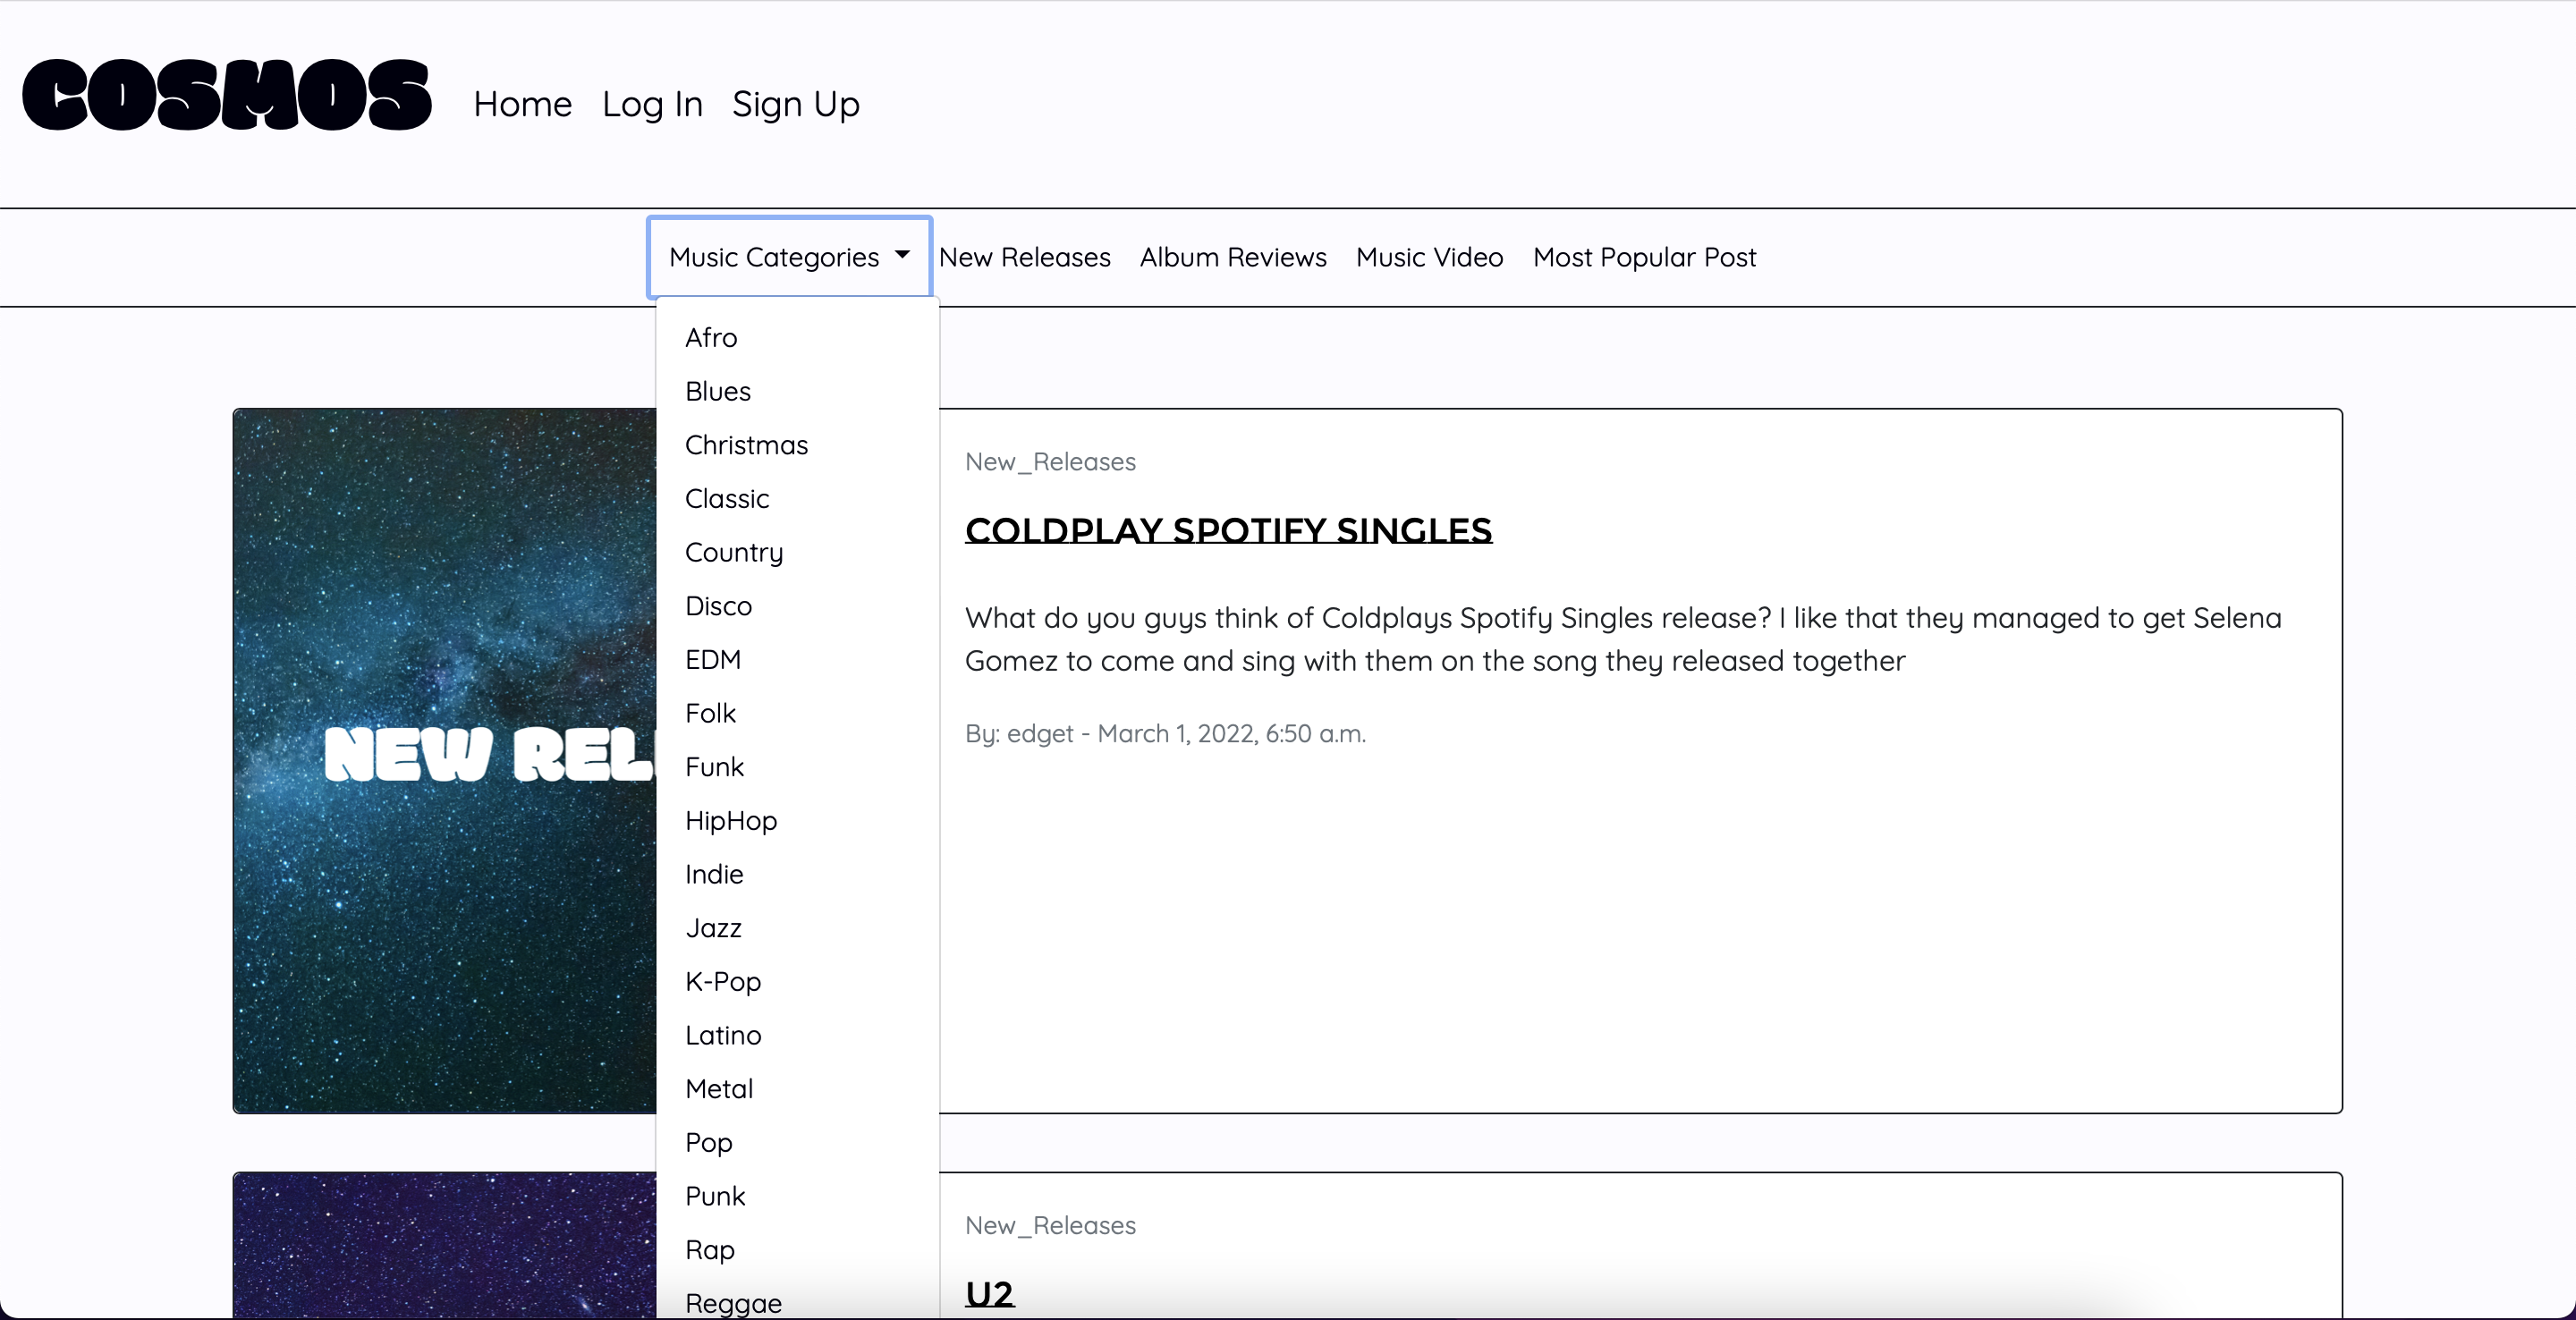 COSMOS Home Log In Sign Up
Music Categories New Releases Album Reviews Music Video Most Popular Post
Afro
Blues
Christmas
Classic
Country
Disco
EDM
Folk
Funk
HipHop
Indie
Jazz
K-Pop
Latino
Metal
Pop
Punk
Rap
Reggae
NEW REL
New_Releases
COLDPLAY SPOTIFY SINGLES
What do you guys think of Coldplays Spotify Singles release? I like that they managed to get Selena
Gomez to come and sing with them on the song they released together
By: edget - March 1, 2022, 6:50 a.m.
New_Releases
U2